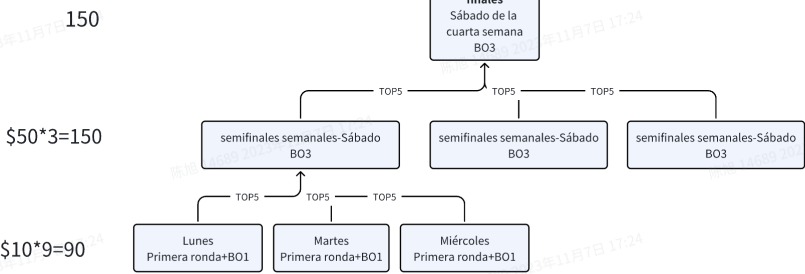 finales
150
Sábado de la
cuarta semana
BO3
TOP5 TOP5 TOP5
$50*3=150
semifinales semanales-Sábado
BO3
semifinales semanales-Sábado
BO3
semifinales semanales-Sábado
BO3
TOP5 TOP5 TOP5
$10*9=90
Lunes
Primera ronda+BO1
Martes
Primera ronda+BO1
Miércoles
Primera ronda+BO1